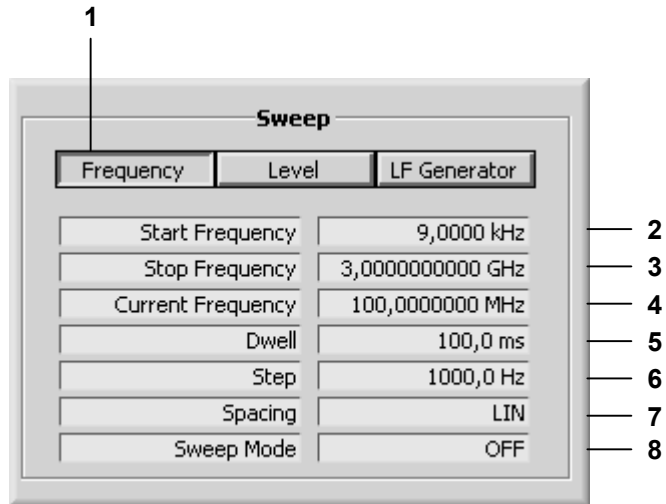 1
Sweep
Frequency Level LF Generator
Start Frequency 9,0000 kHz 2
Stop Frequency 3,0000000000 GHz 3
Current Frequency 100,0000000 MHz 4
Dwell 100,0 ms 5
Step 1000,0 Hz 6
Spacing LIN 7
Sweep Mode OFF 8